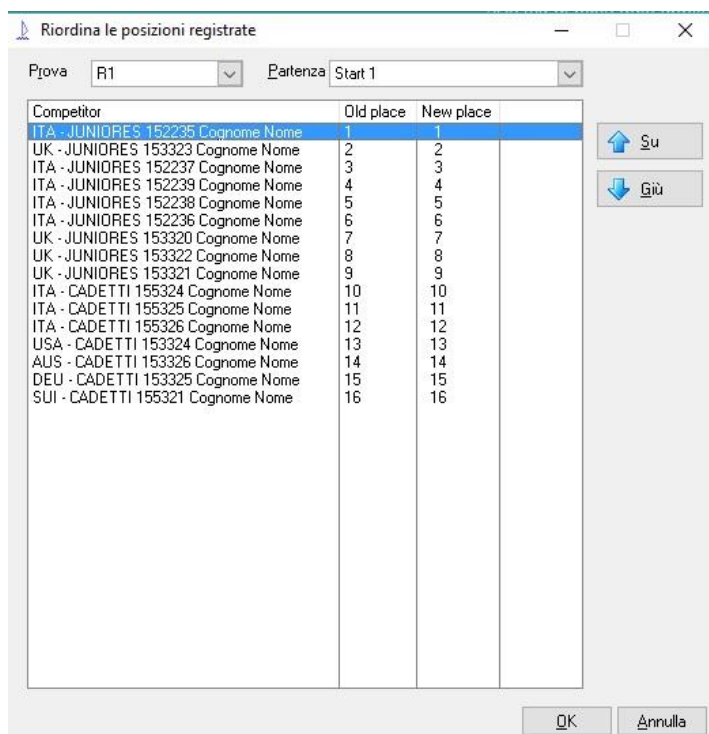 Riordina le posizioni registrate
Prova R1 Partenza Start 1
Competitor Old place New place
ITA - JUNIORES 152235 Cognome Nome 1 1
UK - JUNIORES 153323 Cognome Nome 2 2
ITA - JUNIORES 152237 Cognome Nome 3 3
ITA - JUNIORES 152239 Cognome Nome 4 4
ITA - JUNIORES 152238 Cognome Nome 5 5
ITA - JUNIORES 152236 Cognome Nome 6 6
UK - JUNIORES 153320 Cognome Nome 7 7
UK - JUNIORES 153322 Cognome Nome 8 8
UK - JUNIORES 153321 Cognome Nome 9 9
ITA - CADETTI 155324 Cognome Nome 10 10
ITA - CADETTI 155325 Cognome Nome 11 11
ITA - CADETTI 155326 Cognome Nome 12 12
USA - CADETTI 153324 Cognome Nome 13 13
AUS - CADETTI 153326 Cognome Nome 14 14
DEU - CADETTI 153325 Cognome Nome 15 15
SUI - CADETTI 155321 Cognome Nome 16 16
Su
Giù
OK Annulla